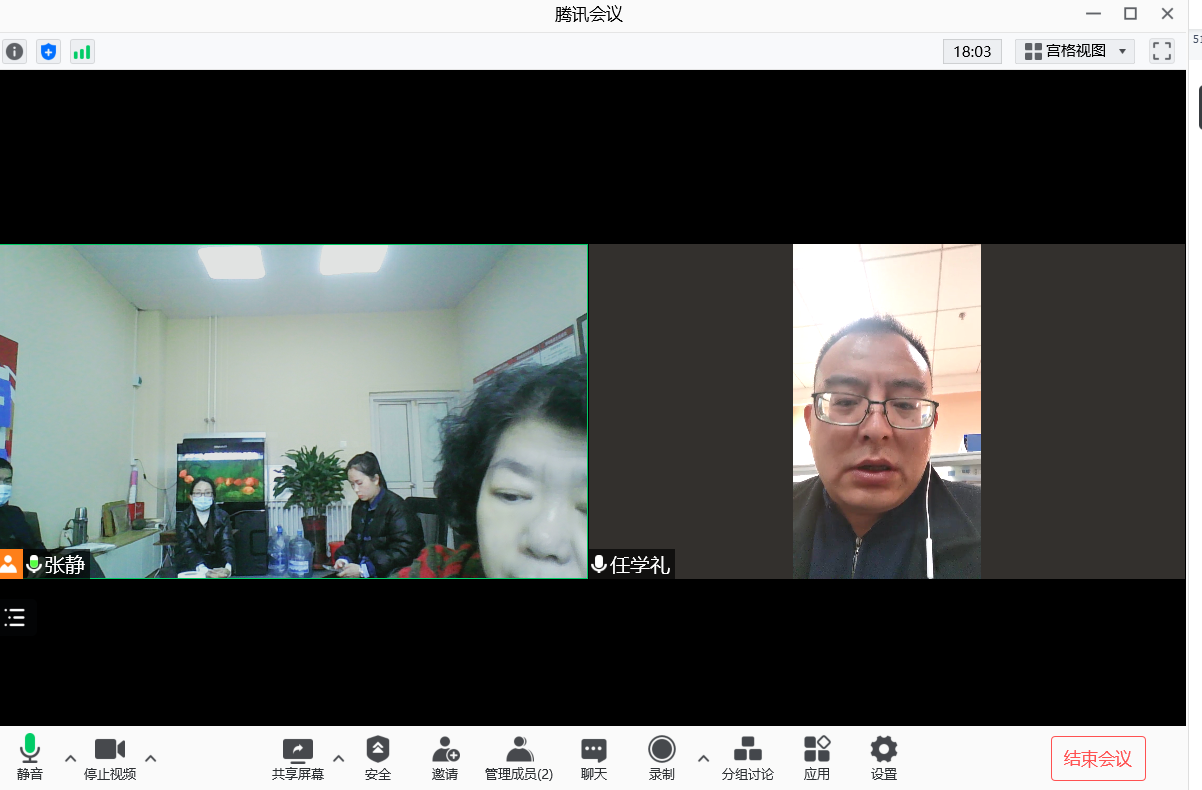 腾讯会议
51
18:03
宫格视图
张静
任学礼
静音
停止视频
共享屏幕
安全
邀请
管理成员(2)
聊天
录制
分组讨论
应用
设置
结束会议